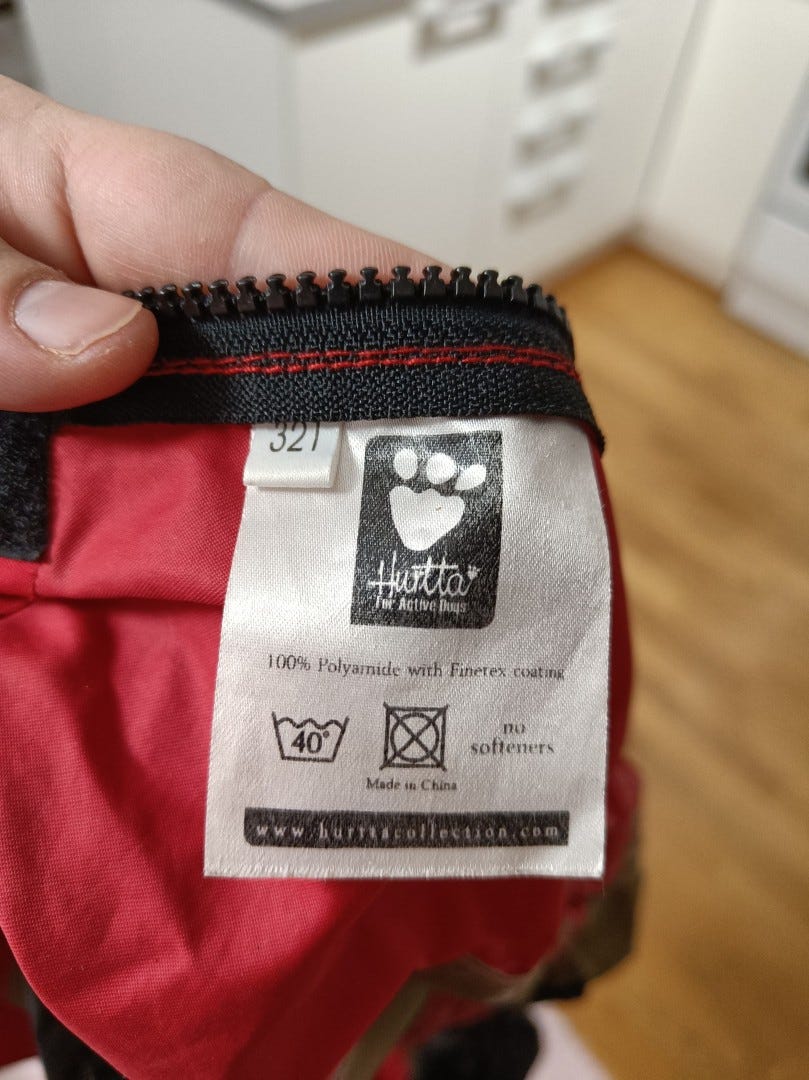 321
Hurtta
For Active Dogs
100% Polyamide with Finetex coating
40°
no
softeners
Made in China
www.hurttacollection.com